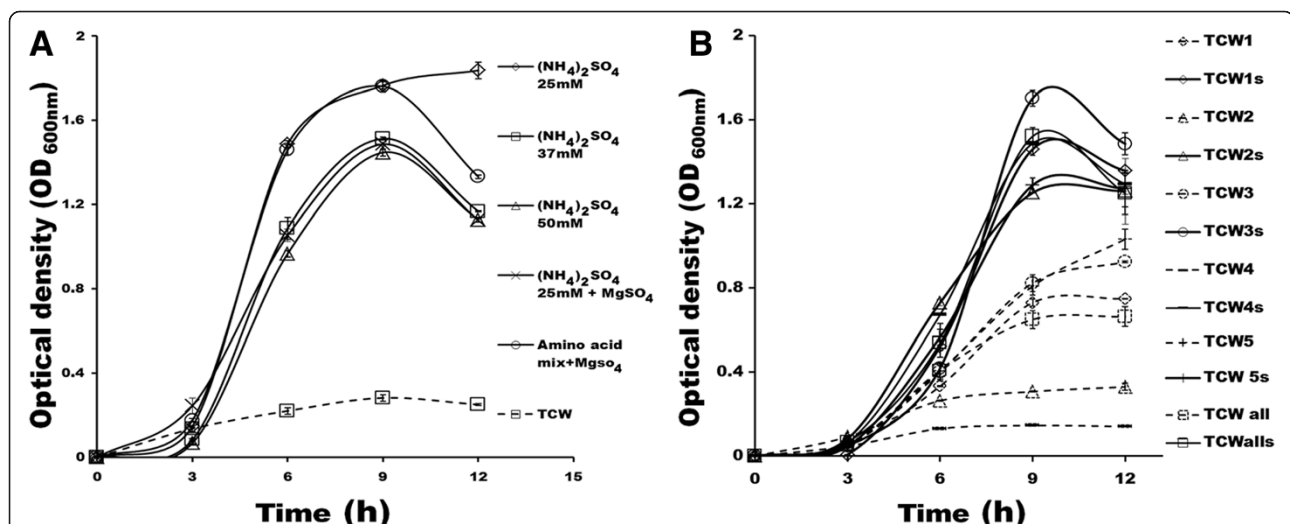 A
Optical density (OD600nm)
2
1.6
1.2
0.8
0.4
0
0 3 6 9 12 15
Time (h)
(NH4)2SO4
25mM
(NH4)2SO4
37mM
(NH4)2SO4
50mM
(NH4)2SO4
25mM + MgSO4
Amino acid
mix+Mgso4
TCW
B
Optical density (OD600nm)
2
1.6
1.2
0.8
0.4
0
0 3 6 9 12
Time (h)
TCW1
TCW1s
TCW2
TCW2s
TCW3
TCW3s
TCW4
TCW4s
TCW5
TCW 5s
TCW all
TCWalls